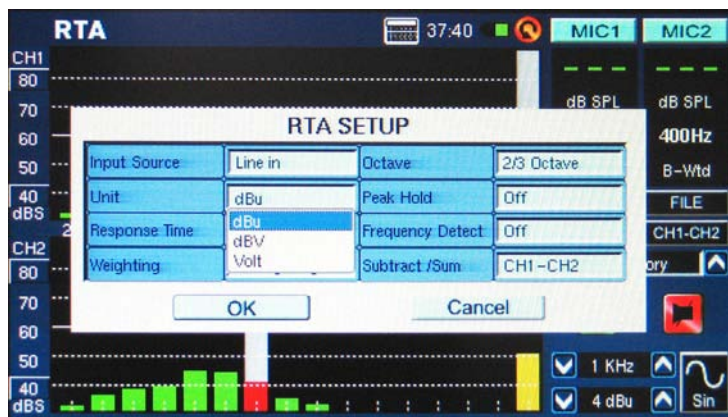 RTA
37:40
MIC1
MIC2
CH1
80
70
60
50
40
dBS
dB SPL
dB SPL
400Hz
B-Wtd
FILE
CH1-CH2
RTA SETUP
Input Source
Line in
Octave
2/3 Octave
Unit
dBu
Peak Hold
Off
dBu
dBV
Volt
Response Time
Frequency Detect
Off
Weighting
Subtract /Sum
CH1-CH2
OK
Cancel
2
ory
CH2
80
70
60
50
40
dBS
1 KHz
4 dBu
Sin